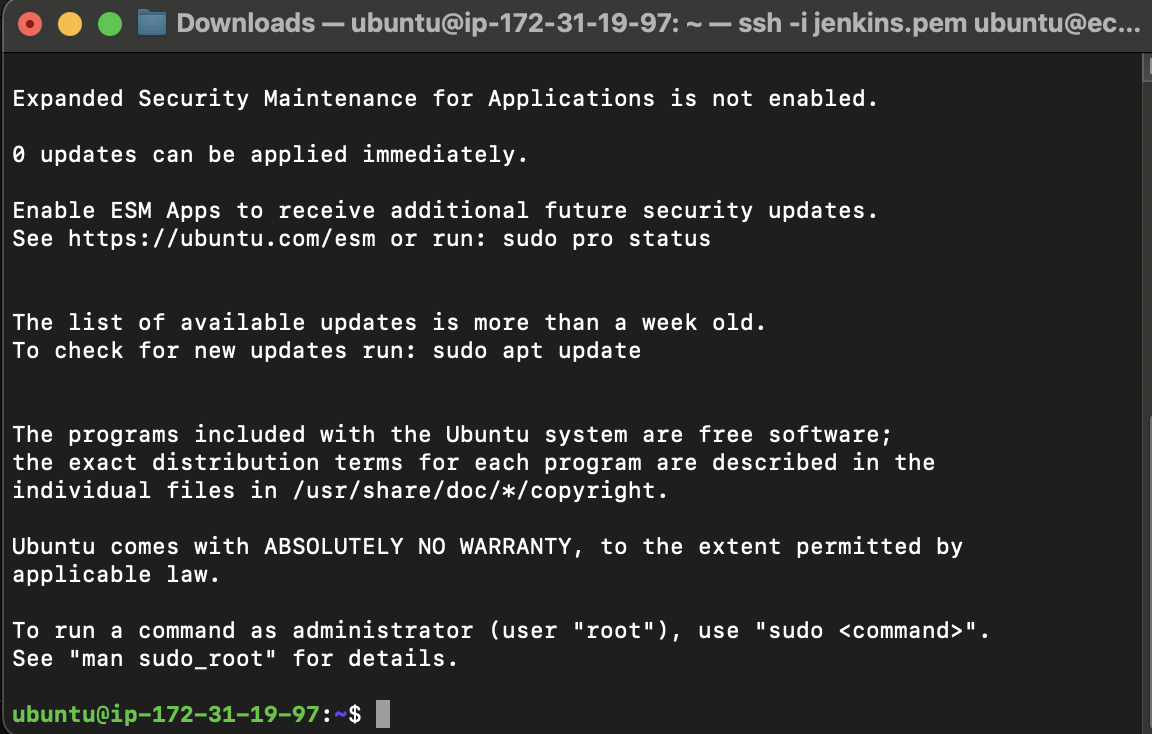 Downloads — ubuntu@ip-172-31-19-97: ~ — ssh -i jenkins.pem ubuntu@ec...
Expanded Security Maintenance for Applications is not enabled.
0 updates can be applied immediately.
Enable ESM Apps to receive additional future security updates.
See https://ubuntu.com/esm or run: sudo pro status
The list of available updates is more than a week old.
To check for new updates run: sudo apt update
The programs included with the Ubuntu system are free software;
the exact distribution terms for each program are described in the
individual files in /usr/share/doc/*/copyright.
Ubuntu comes with ABSOLUTELY NO WARRANTY, to the extent permitted by
applicable law.
To run a command as administrator (user "root"), use "sudo <command>".
See "man sudo_root" for details.
ubuntu@ip-172-31-19-97:~$